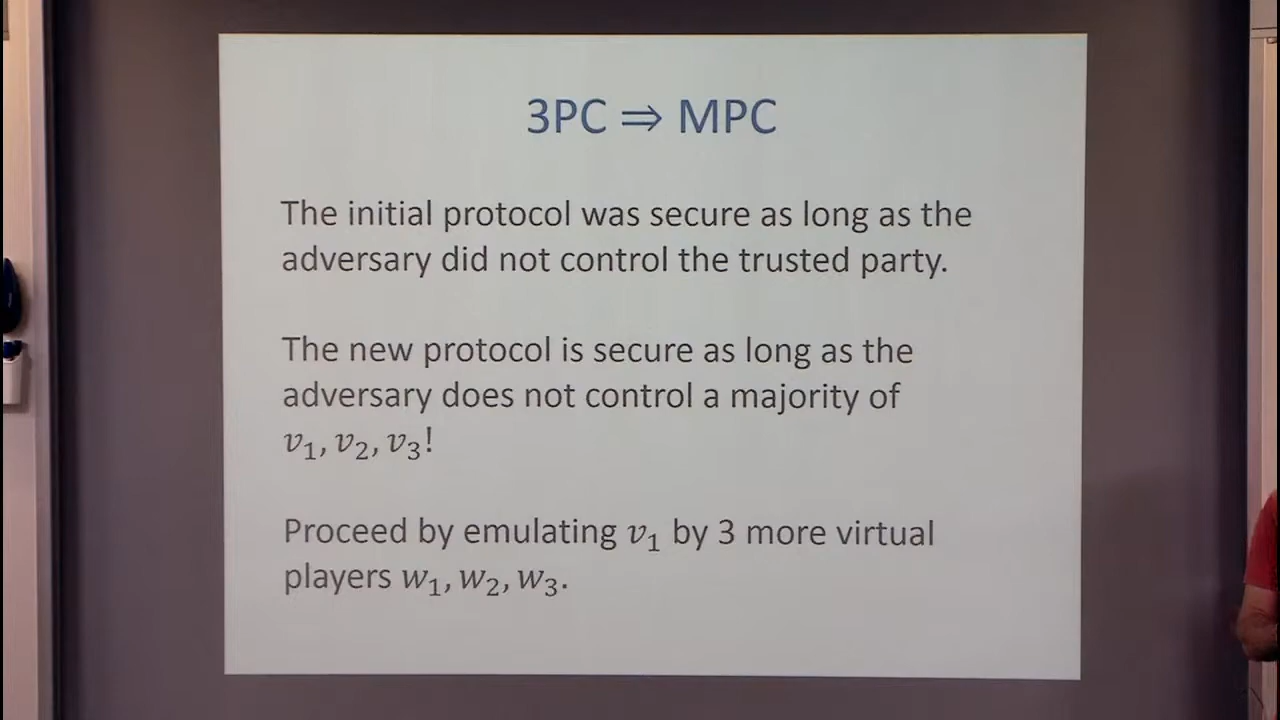 3PC ⇒ MPC
The initial protocol was secure as long as the
adversary did not control the trusted party.
The new protocol is secure as long as the
adversary does not control a majority of
v₁, v₂, v₃!
Proceed by emulating v₁ by 3 more virtual
players w₁, w₂, w₃.